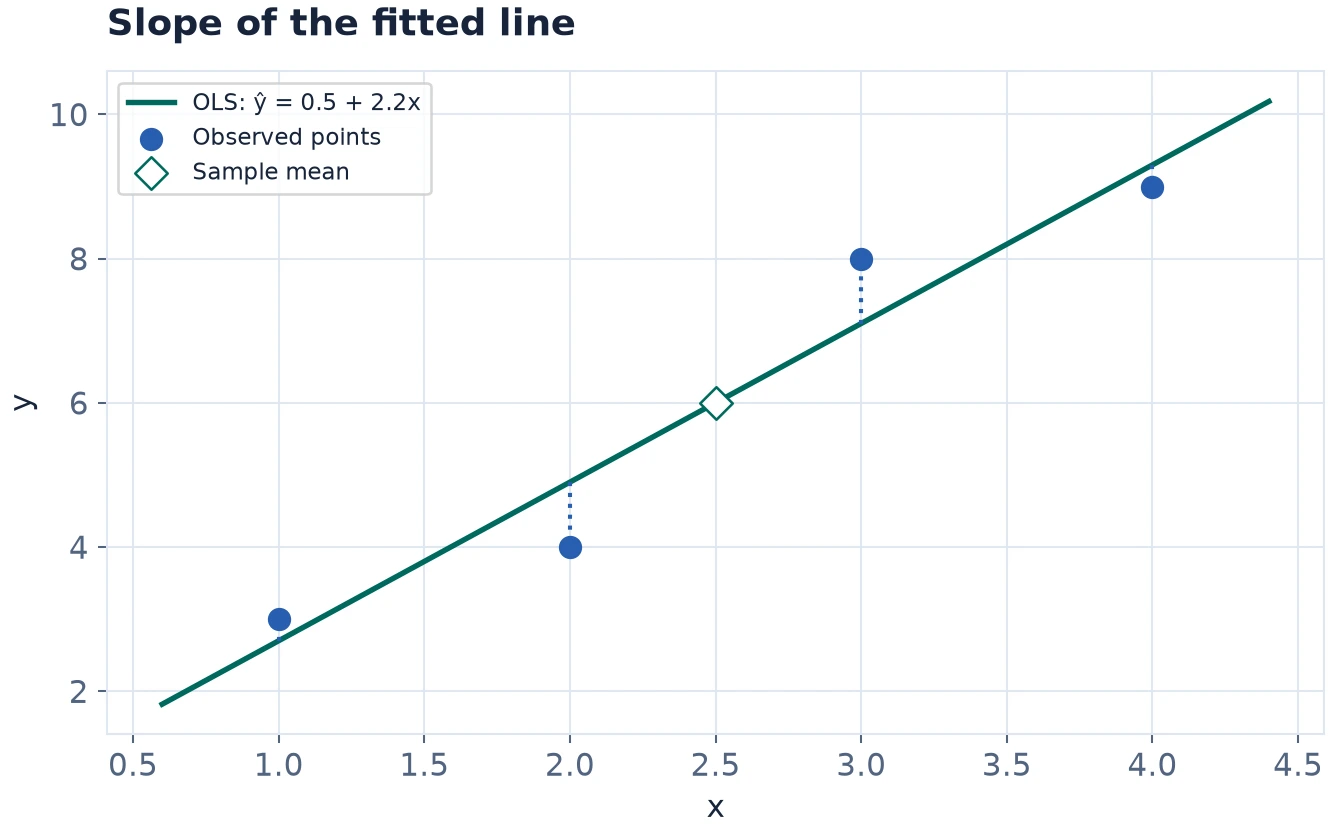 Slope of the fitted line
OLS: ŷ = 0.5 + 2.2x
Observed points
Sample mean
10
8
6
4
2
y
0.5 1.0 1.5 2.0 2.5 3.0 3.5 4.0 4.5
x